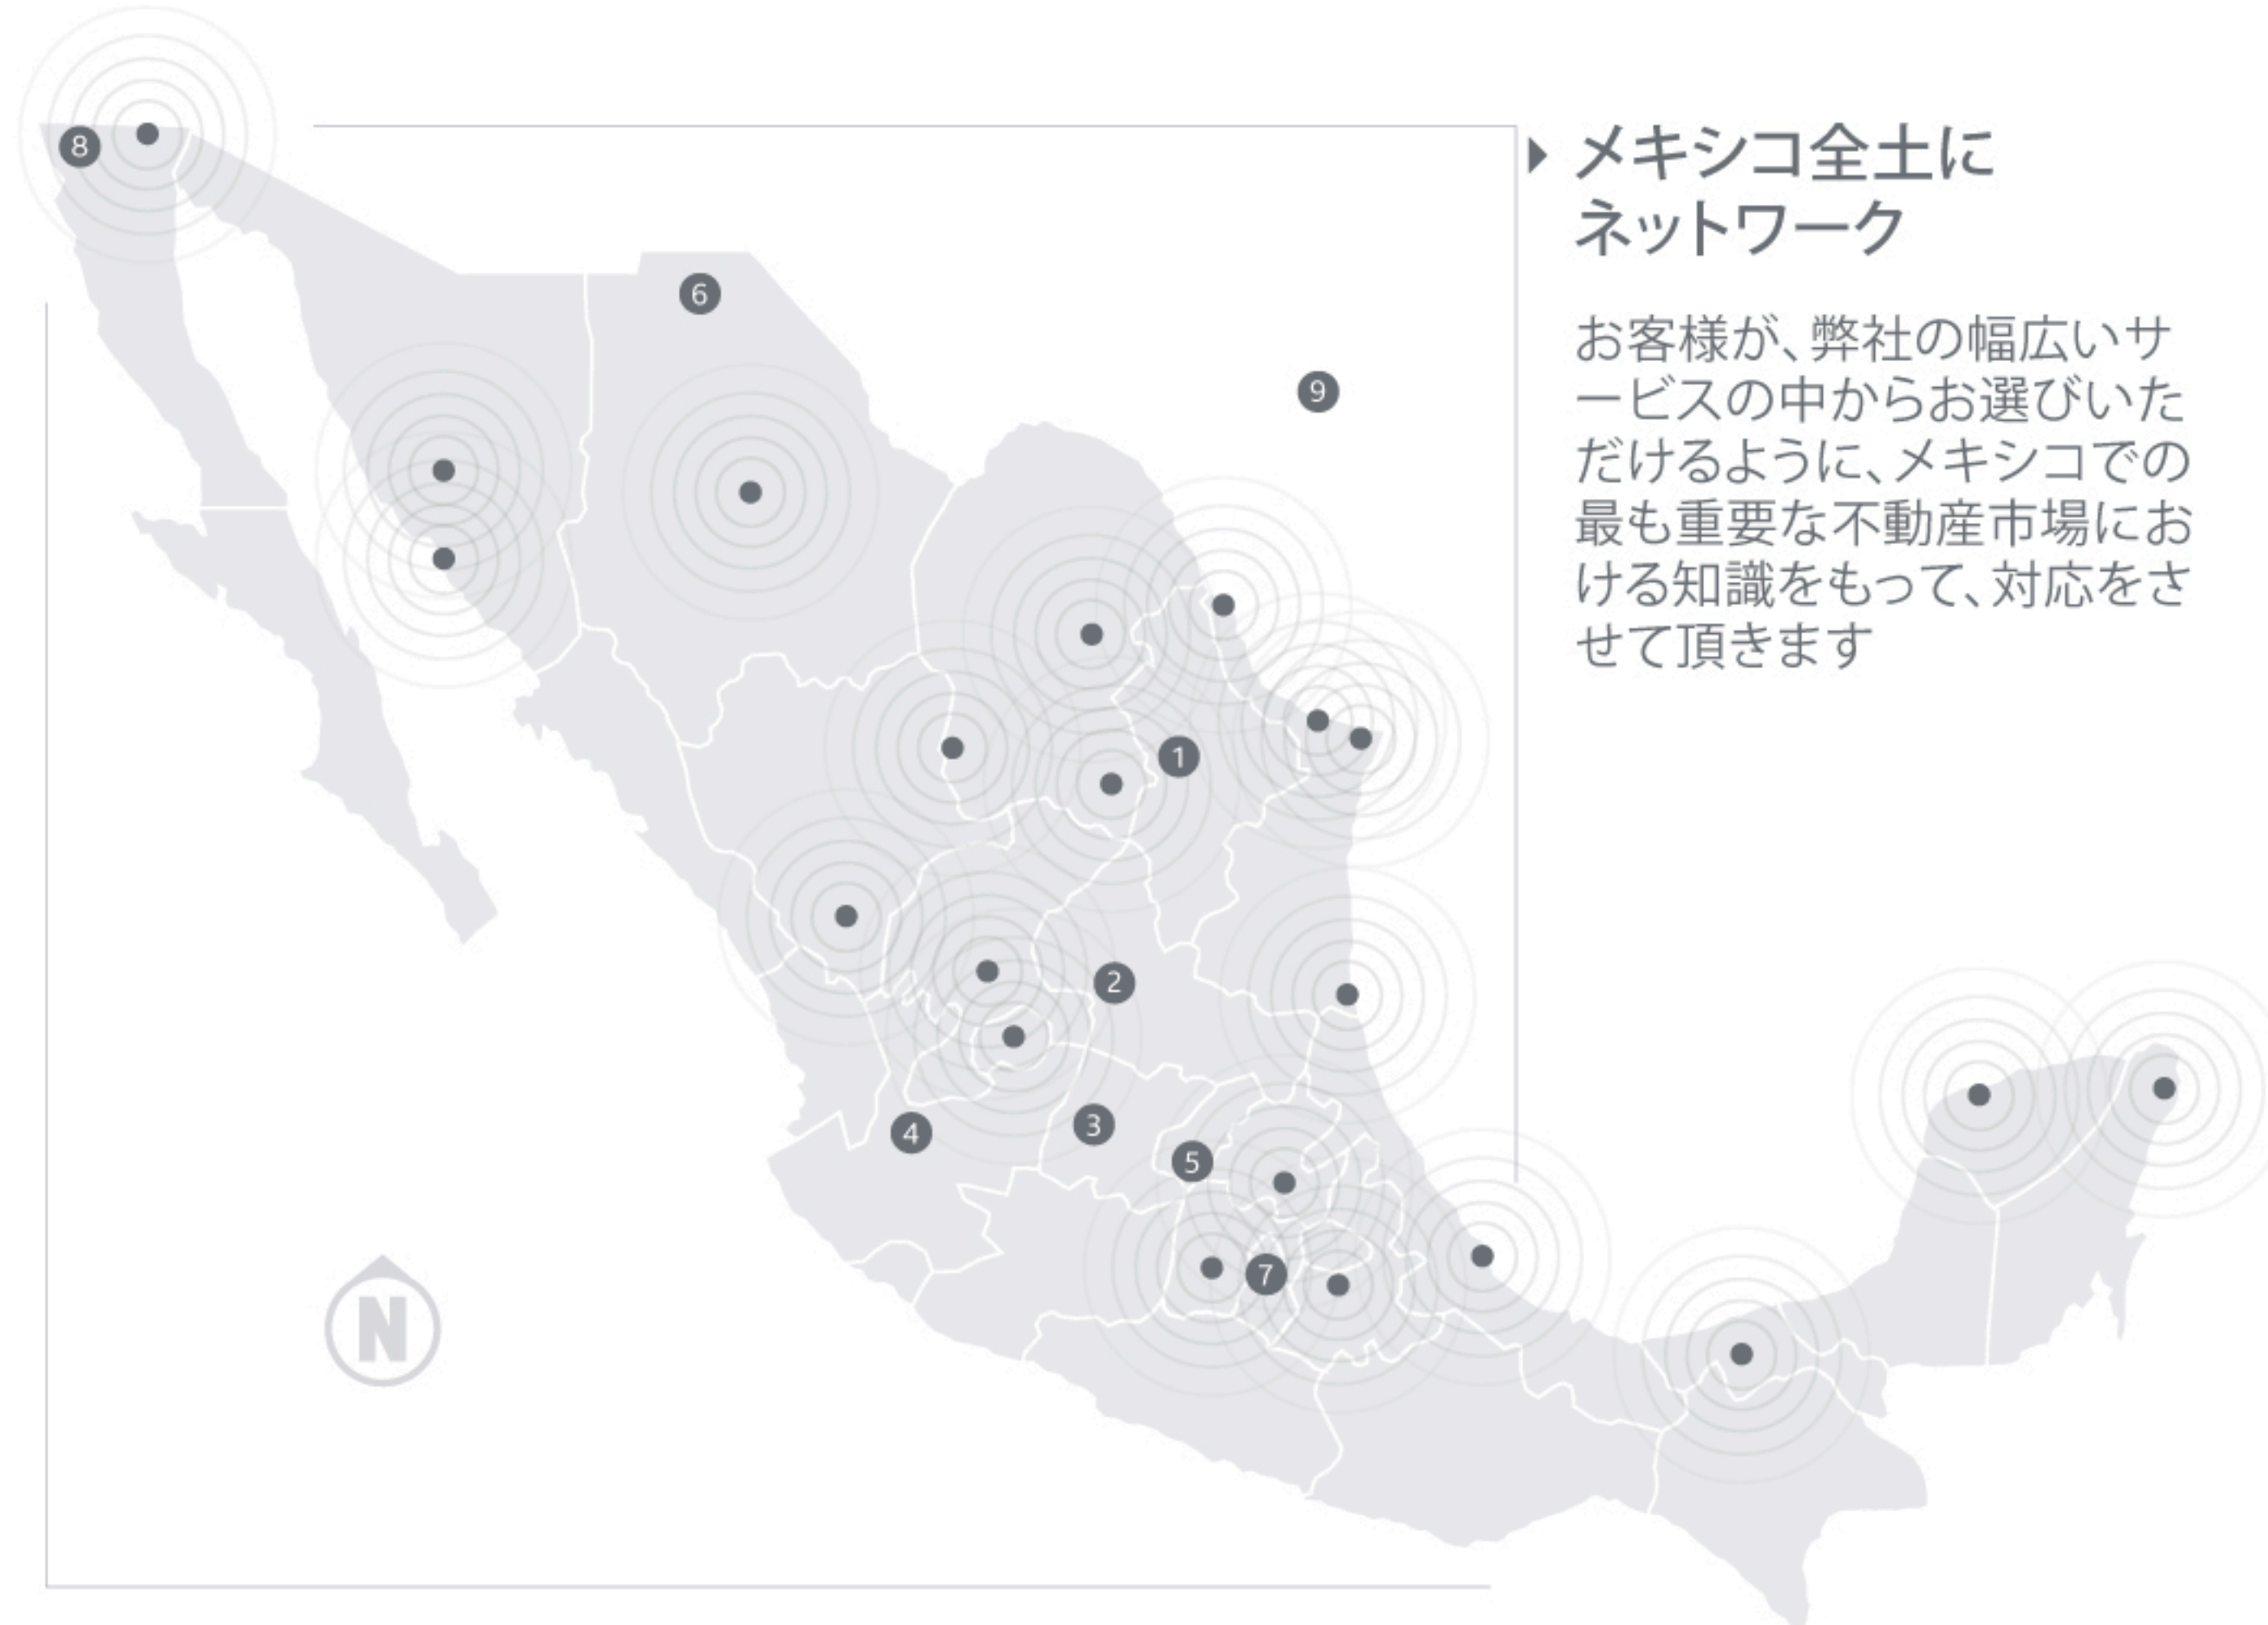 メキシコ全土に
ネットワーク
お客様が、弊社の幅広いサ
ービスの中からお選びいた
だけるように、メキシコでの
最も重要な不動産市場にお
ける知識をもって、対応をさ
せて頂きます
8
6
9
1
2
3
4
5
7
N